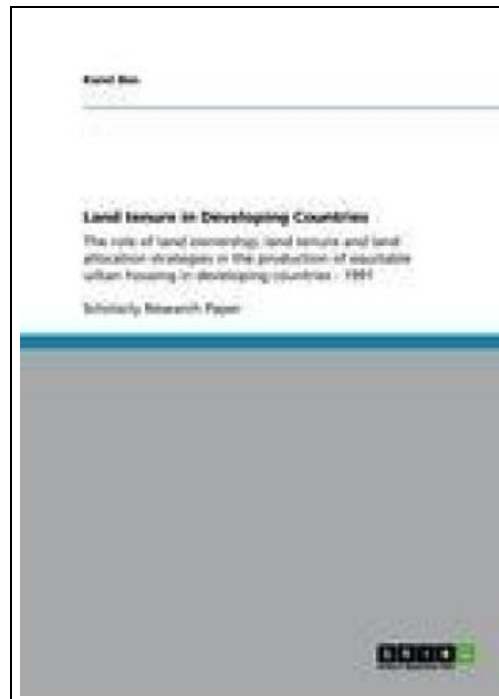 Land tenure in Developing Countries
The role of land ownership, land tenure and land
allocation strategies in the production of equitable
urban housing in developing countries - 1991
Scholarly Research Paper